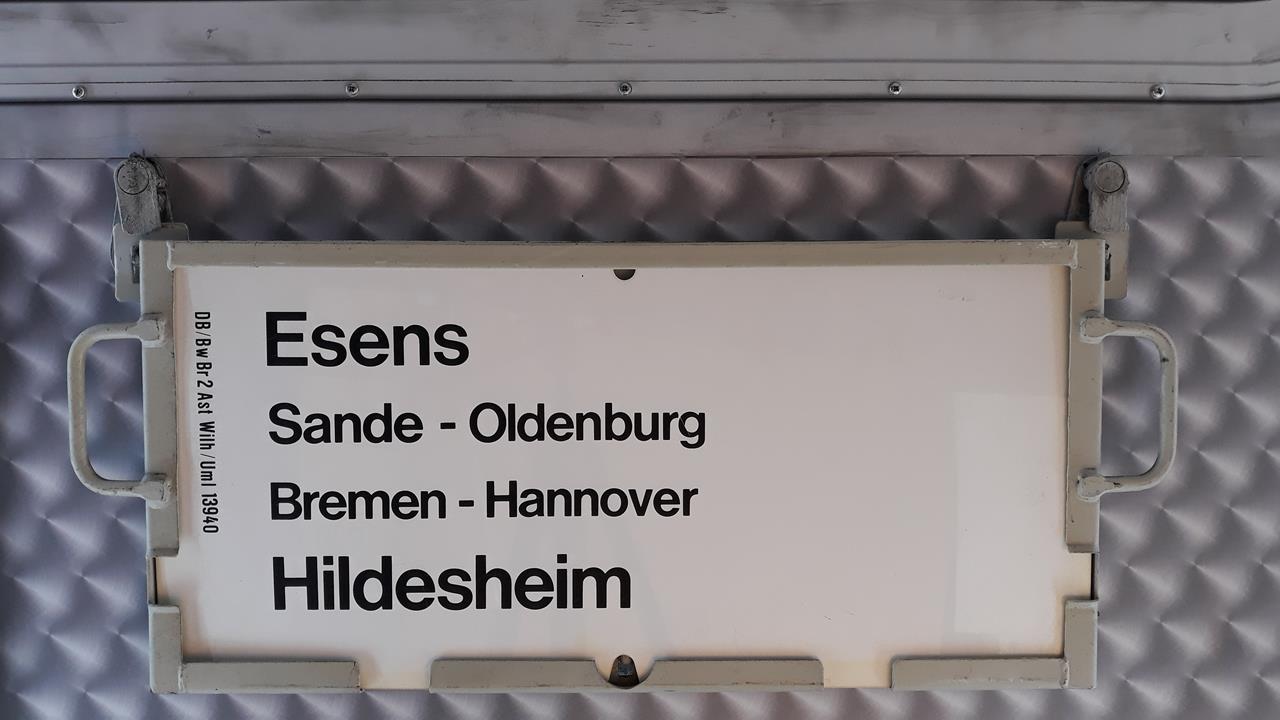 Esens
Sande - Oldenburg
Bremen - Hannover
Hildesheim
DB/Bw Br 2 Ast Wilh/Uml 13940